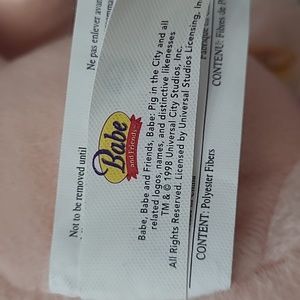 Ne pas enlever avant
Not to be removed until
Babe
and Friends
Babe, Babe and Friends, Babe: Pig in the City and all
related logos, names, and distinctive likenesses
TM & © 1998 Universal City Studios, Inc.
All Rights Reserved. Licensed by Universal Studios Licensing, Inc.
CONTENT: Polyester Fibers
CONTENU: Fibres de